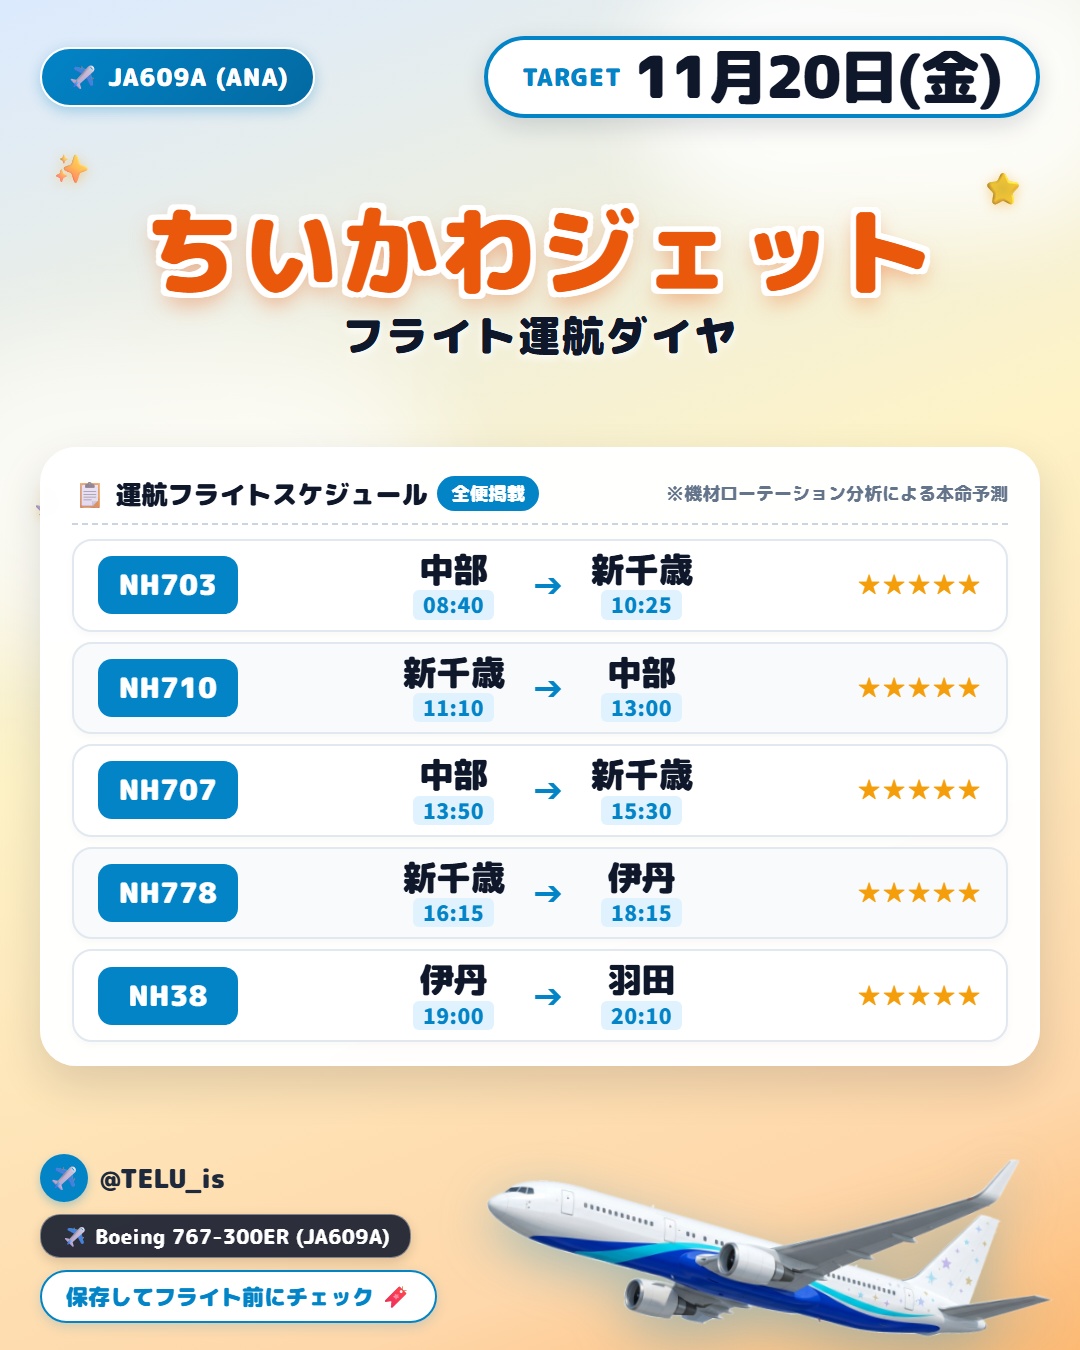 JA609A (ANA)
TARGET 11月20日(金)
ちいかわジェット
フライト運航ダイヤ
運航フライトスケジュール 全便掲載 ※機材ローテーション分析による本命予測
NH703 中部 08:40 → 新千歳 10:25 ★★★★★
NH710 新千歳 11:10 → 中部 13:00 ★★★★★
NH707 中部 13:50 → 新千歳 15:30 ★★★★★
NH778 新千歳 16:15 → 伊丹 18:15 ★★★★★
NH38 伊丹 19:00 → 羽田 20:10 ★★★★★
@TELU_is
Boeing 767-300ER (JA609A)
保存してフライト前にチェック